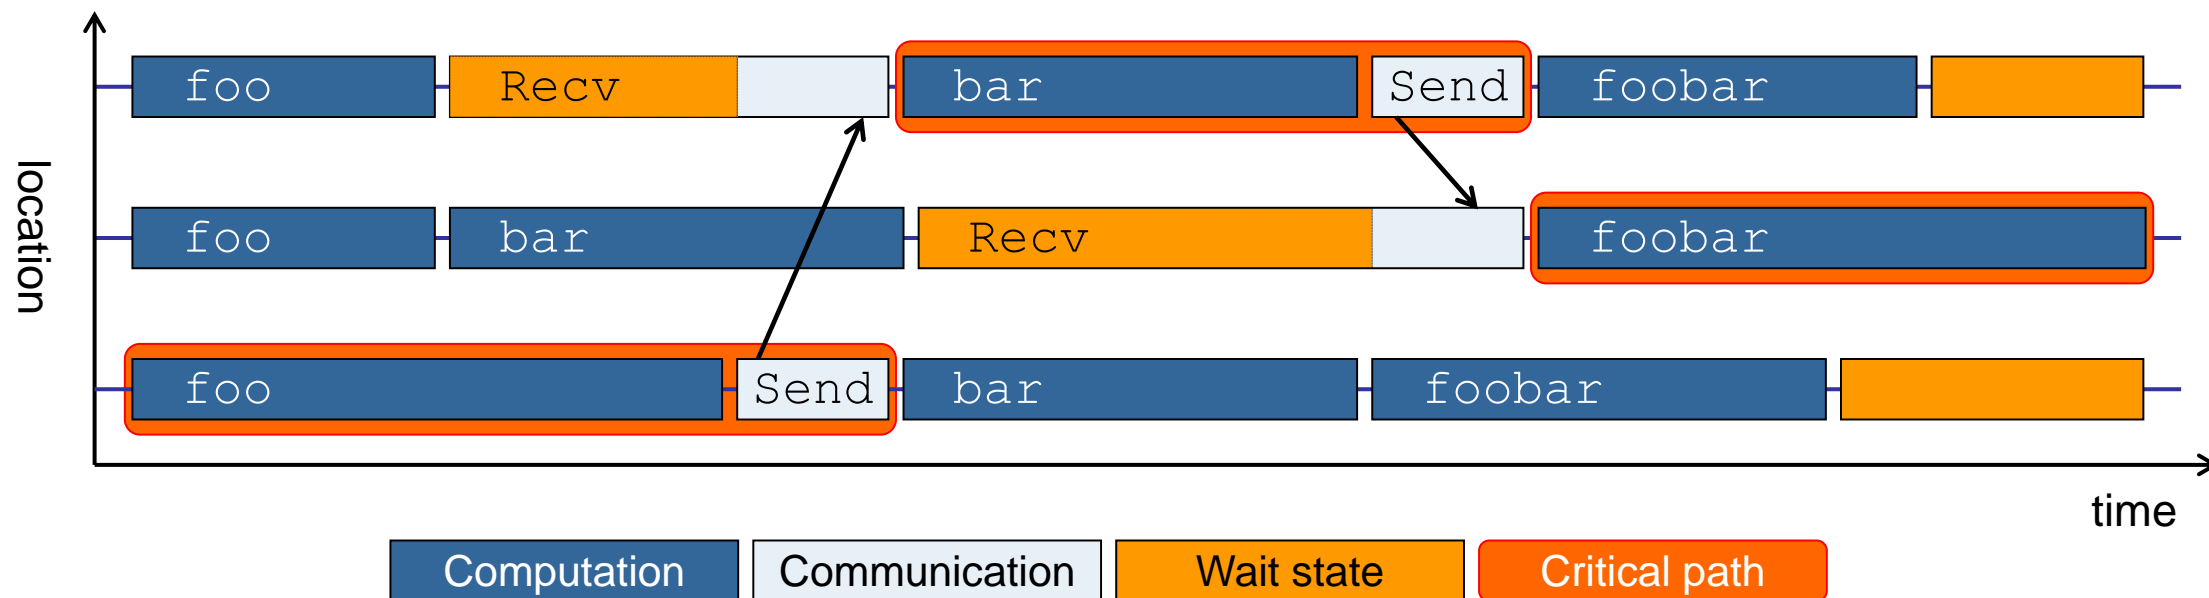 foo Recv bar Send foobar
location
foo bar Recv foobar
foo Send bar foobar
time
Computation Communication Wait state Critical path